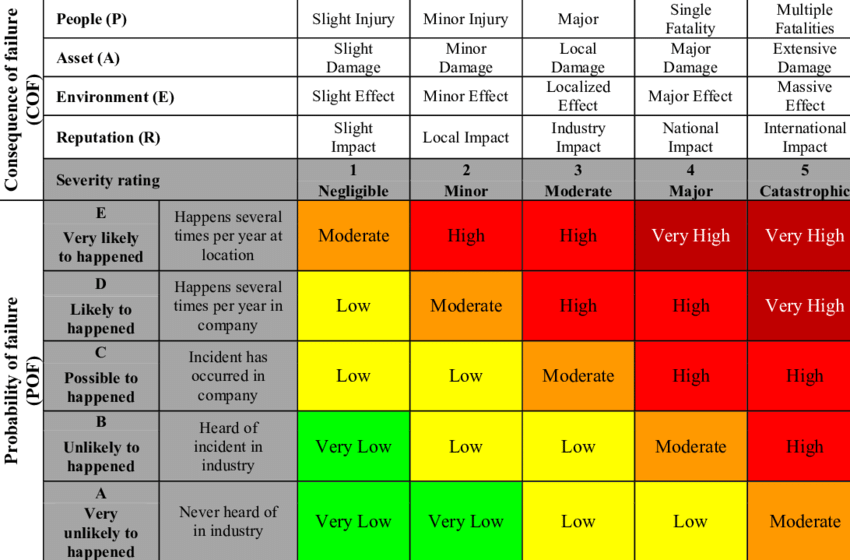 Consequence of failure
(COF)
People (P)
Slight Injury
Minor Injury
Major
Single
Fatality
Multiple
Fatalities
Asset (A)
Slight
Damage
Minor
Damage
Local
Damage
Major
Damage
Extensive
Damage
Environment (E)
Slight Effect
Minor Effect
Localized
Effect
Major Effect
Massive
Effect
Reputation (R)
Slight
Impact
Local Impact
Industry
Impact
National
Impact
International
Impact
Severity rating
1
Negligible
2
Minor
3
Moderate
4
Major
5
Catastrophic
Probability of failure
(POF)
E
Very likely
to happened
Happens several
times per year at
location
Moderate
High
High
Very High
Very High
D
Likely to
happened
Happens several
times per year in
company
Low
Moderate
High
High
Very High
C
Possible to
happened
Incident has
occurred in
company
Low
Low
Moderate
High
High
B
Unlikely to
happened
Heard of
incident in
industry
Very Low
Low
Low
Moderate
High
A
Very
unlikely to
happened
Never heard of
in industry
Very Low
Very Low
Low
Low
Moderate